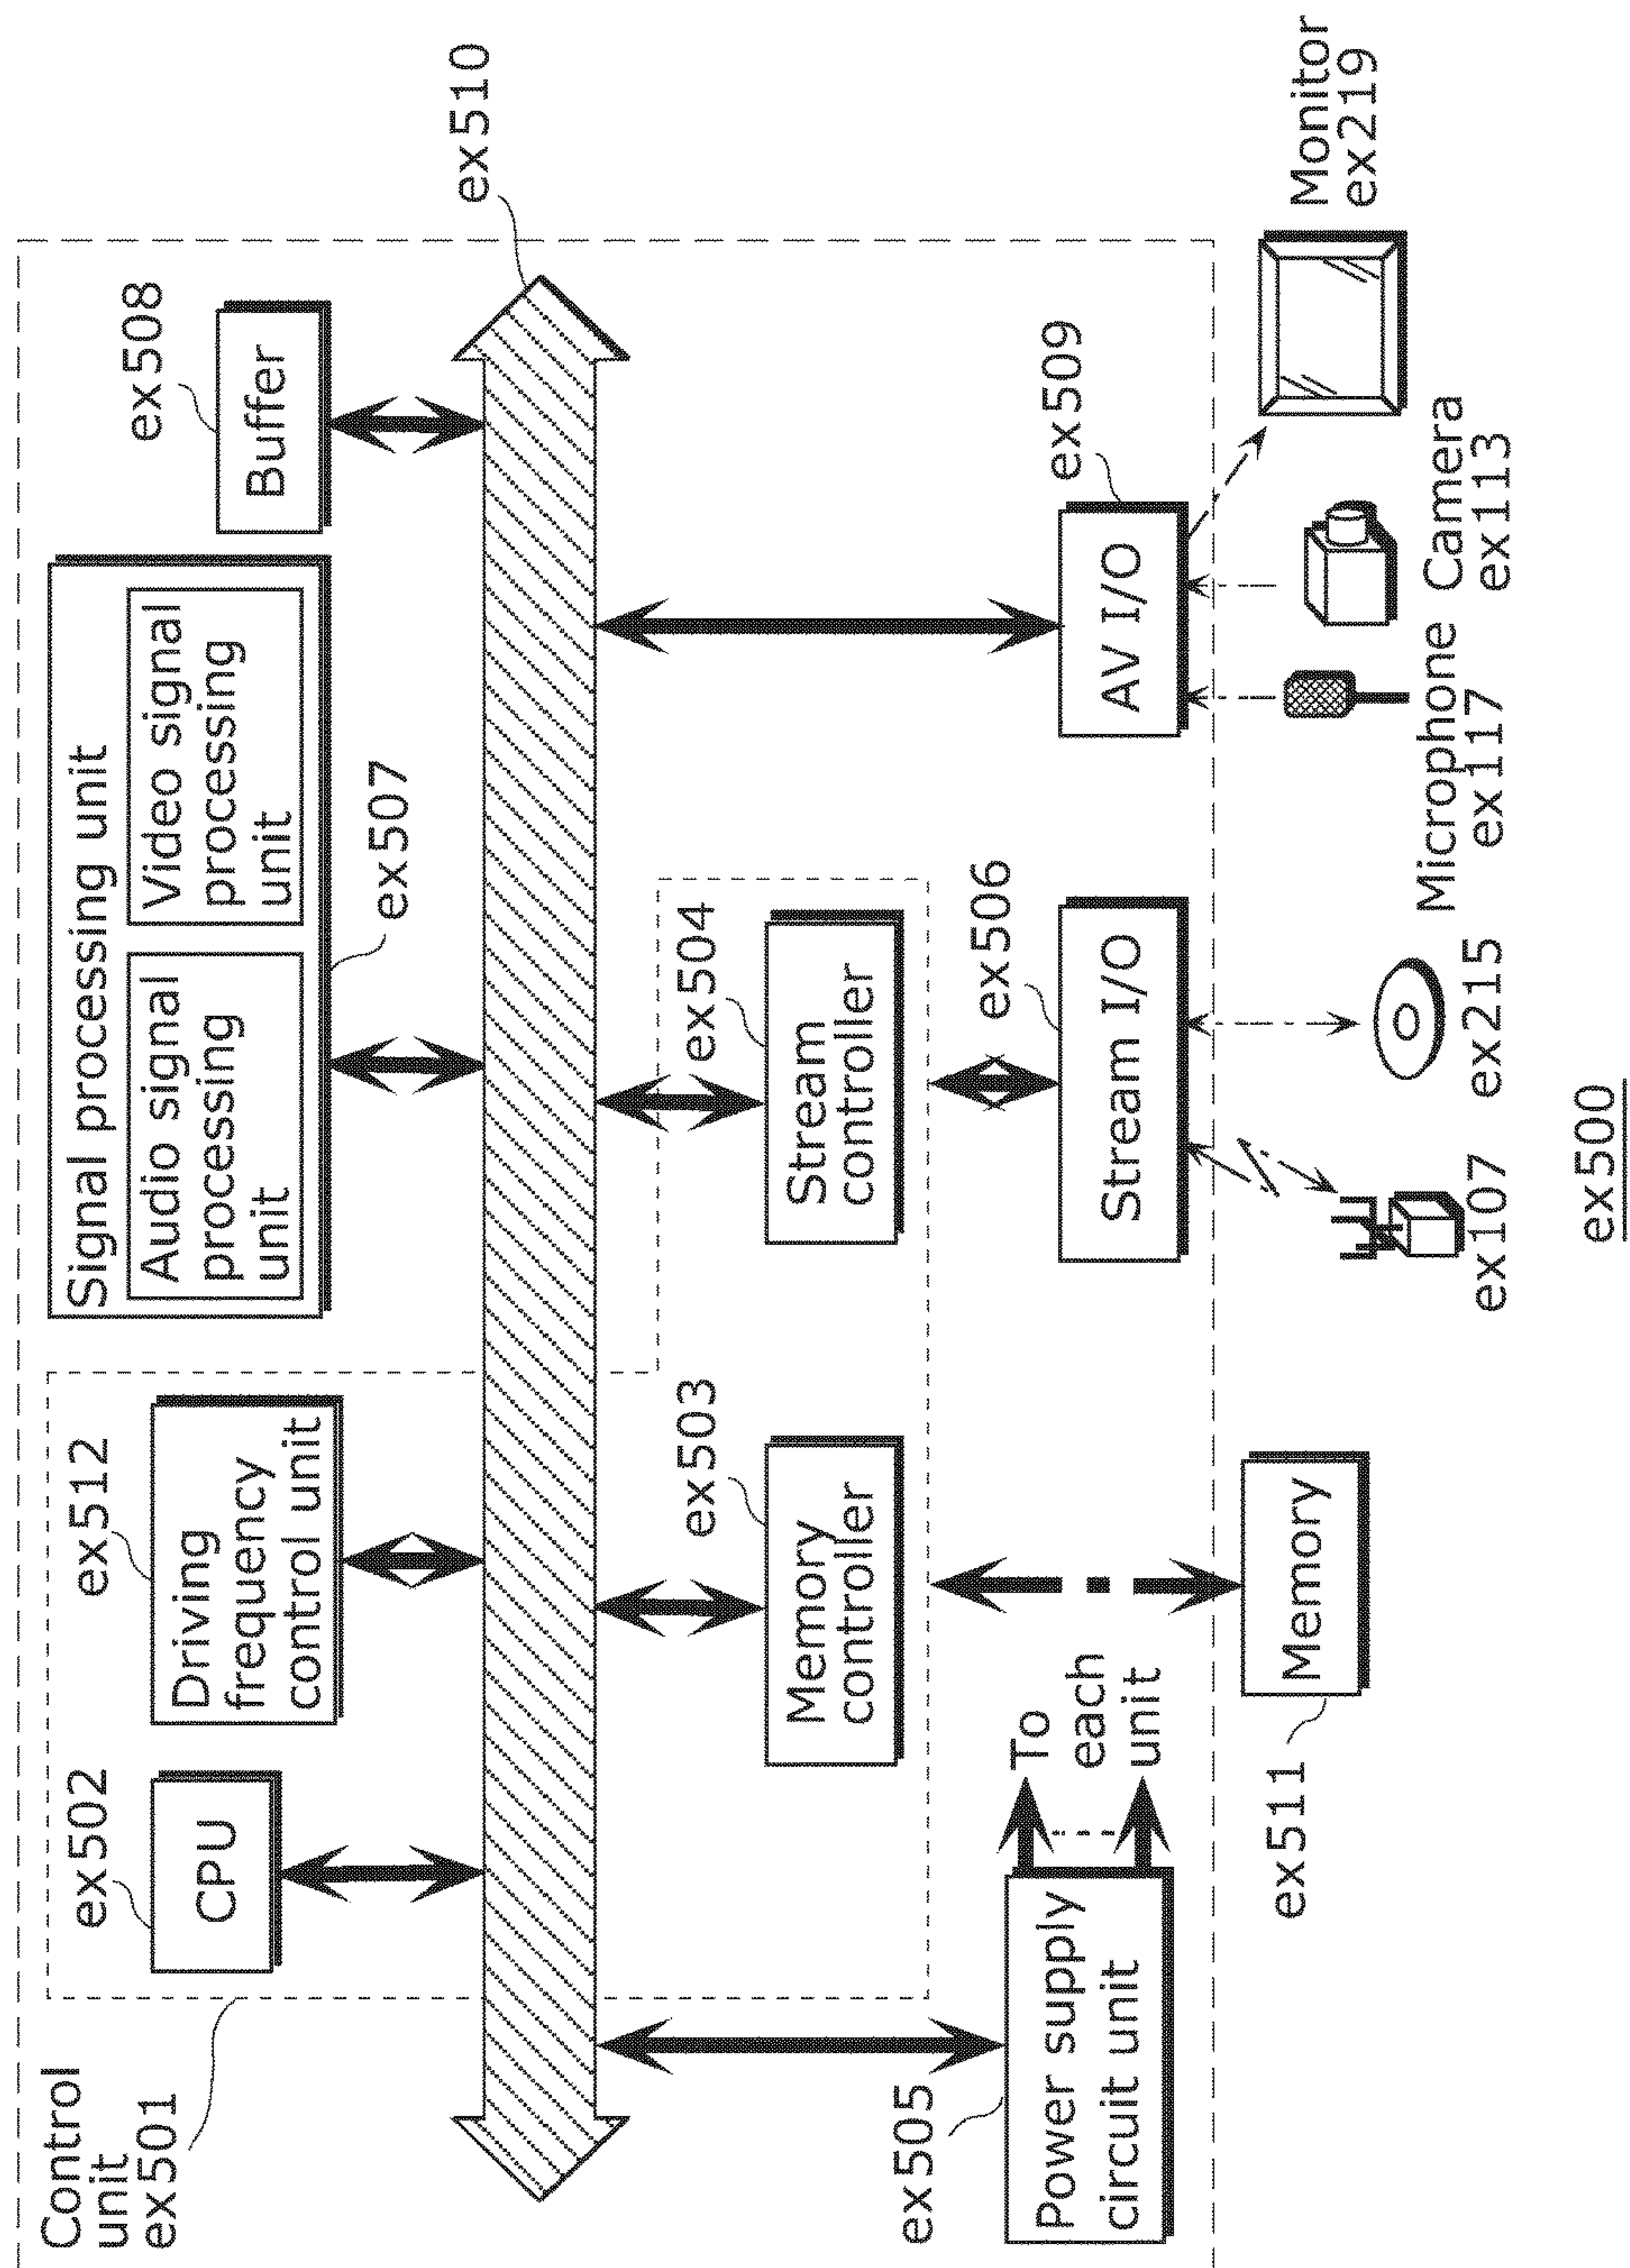 Control
unit
ex501
ex502
CPU
ex512
Driving
frequency
control unit
Signal processing unit
Audio signal
processing
unit
Video signal
processing
unit
ex507
ex508
Buffer
ex510
ex503
Memory
controller
ex504
Stream
controller
ex505
Power supply
circuit unit
To
each
unit
ex506
Stream I/O
ex509
AV I/O
ex511
Memory
ex107
ex215
Microphone
ex117
Camera
ex113
Monitor
ex219
ex500